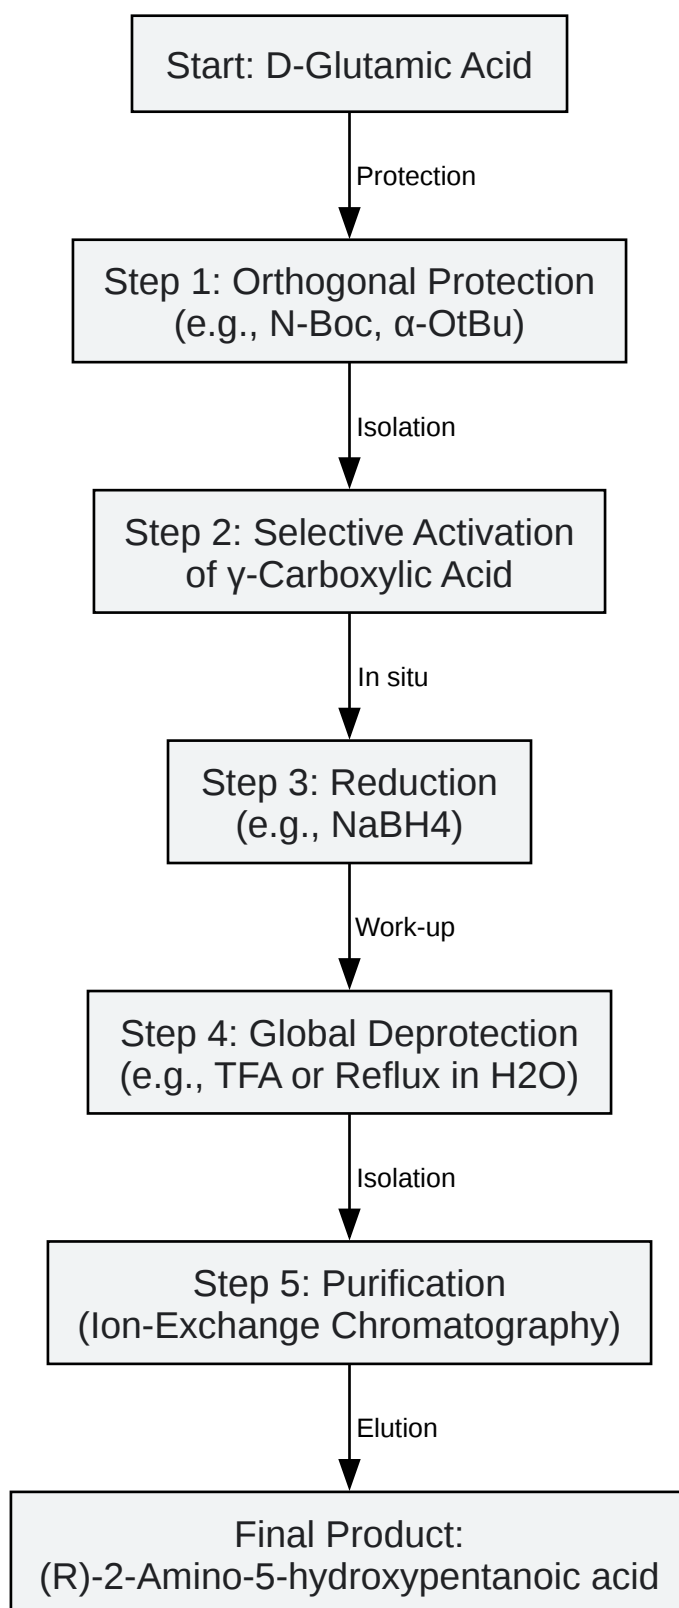 Start: D-Glutamic Acid
Protection
Step 1: Orthogonal Protection
(e.g., N-Boc, α-OtBu)
Isolation
Step 2: Selective Activation
of γ-Carboxylic Acid
In situ
Step 3: Reduction
(e.g., NaBH4)
Work-up
Step 4: Global Deprotection
(e.g., TFA or Reflux in H2O)
Isolation
Step 5: Purification
(Ion-Exchange Chromatography)
Elution
Final Product:
(R)-2-Amino-5-hydroxypentanoic acid